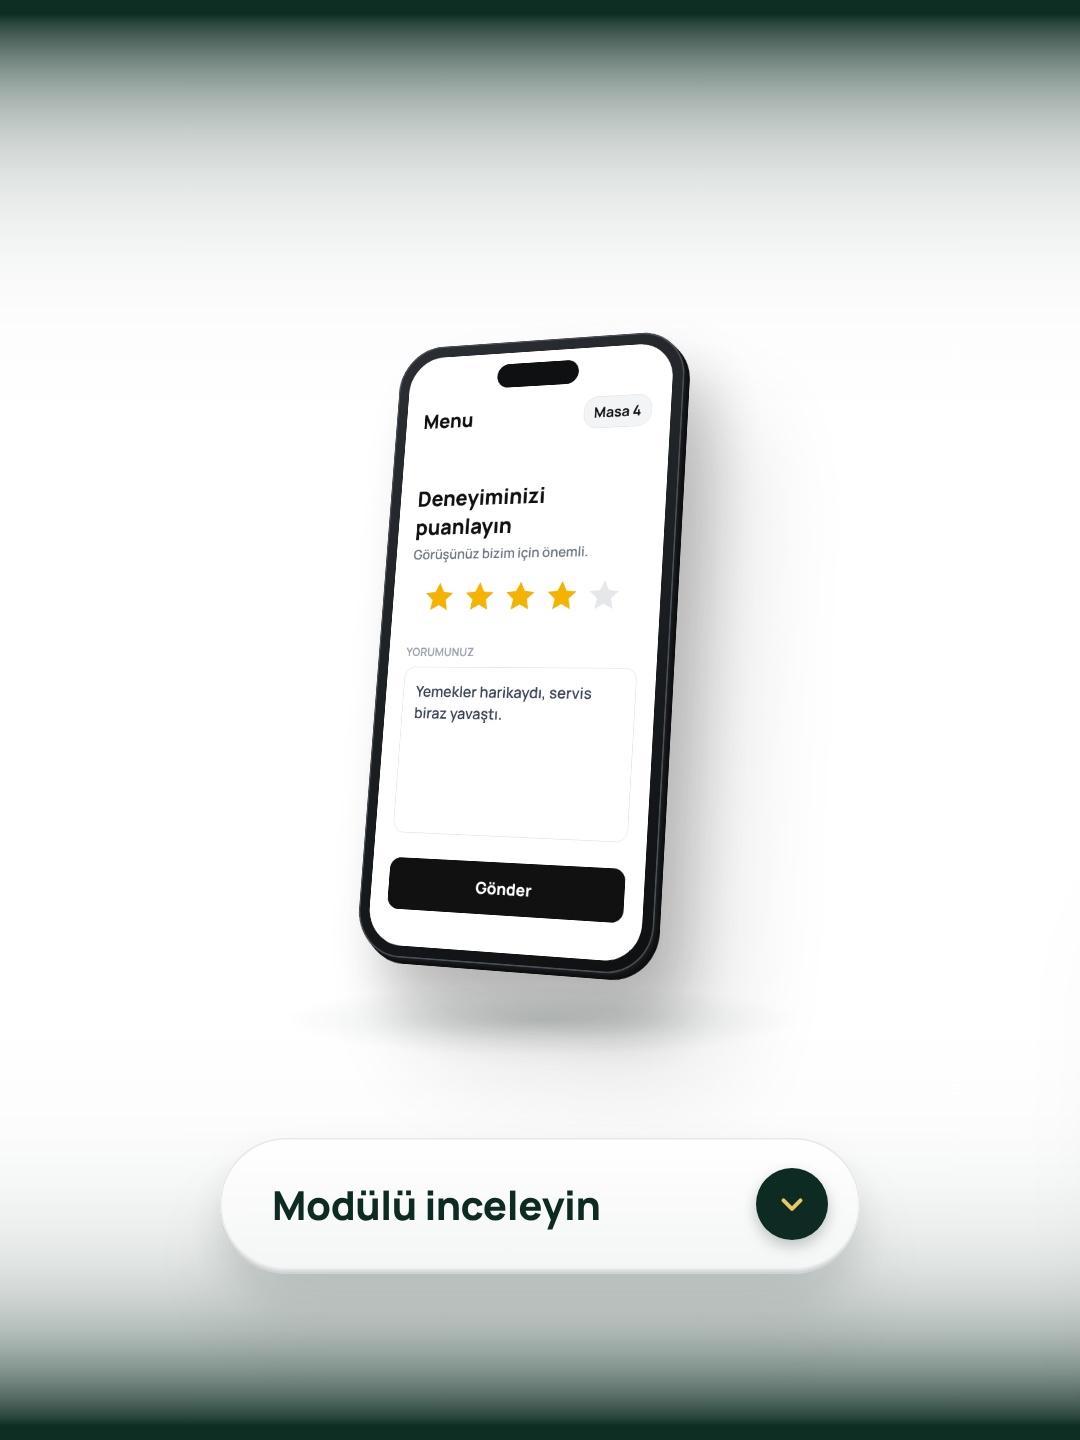 Menu
Masa 4
Deneyiminizi
puanlayın
Görüşünüz bizim için önemli.
YORUMUNUZ
Yemekler harikaydı, servis
biraz yavaştı.
Gönder
Modülü inceleyin